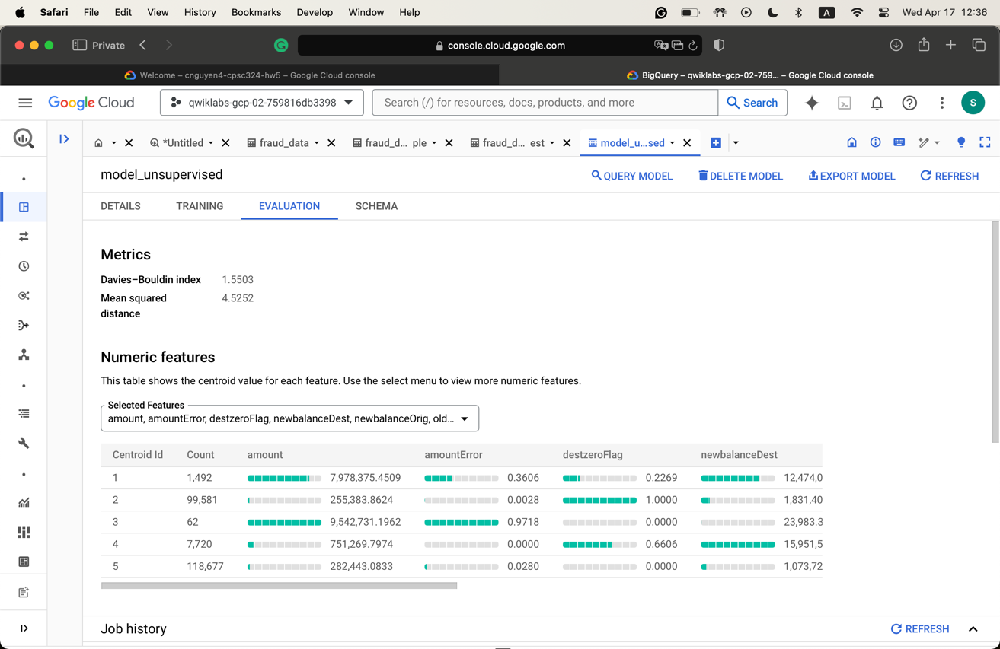 Safari File Edit View History Bookmarks Develop Window Help A Wed Apr 17 12:36
Private console.cloud.google.com
Welcome – cnguyen4-cpsc324-hw5 – Google Cloud console BigQuery – qwiklabs-gcp-02-759... – Google Cloud console
Google Cloud qwiklabs-gcp-02-759816db3398 Search (/) for resources, docs, products, and more Search S
*Untitled fraud_data fraud_d... ple fraud_d... est model_u...sed
model_unsupervised QUERY MODEL DELETE MODEL EXPORT MODEL REFRESH
DETAILS TRAINING EVALUATION SCHEMA
Metrics
Davies–Bouldin index 1.5503
Mean squared 4.5252
distance
Numeric features
This table shows the centroid value for each feature. Use the select menu to view more numeric features.
Selected Features
amount, amountError, destzeroFlag, newbalanceDest, newbalanceOrig, old...
Centroid Id Count amount amountError destzeroFlag newbalanceDest
1 1,492 7,978,375.4509 0.3606 0.2269 12,474,0
2 99,581 255,383.8624 0.0028 1.0000 1,831,40
3 62 9,542,731.1962 0.9718 0.0000 23,983.3
4 7,720 751,269.7974 0.0000 0.6606 15,951,5
5 118,677 282,443.0833 0.0280 0.0000 1,073,72
Job history REFRESH